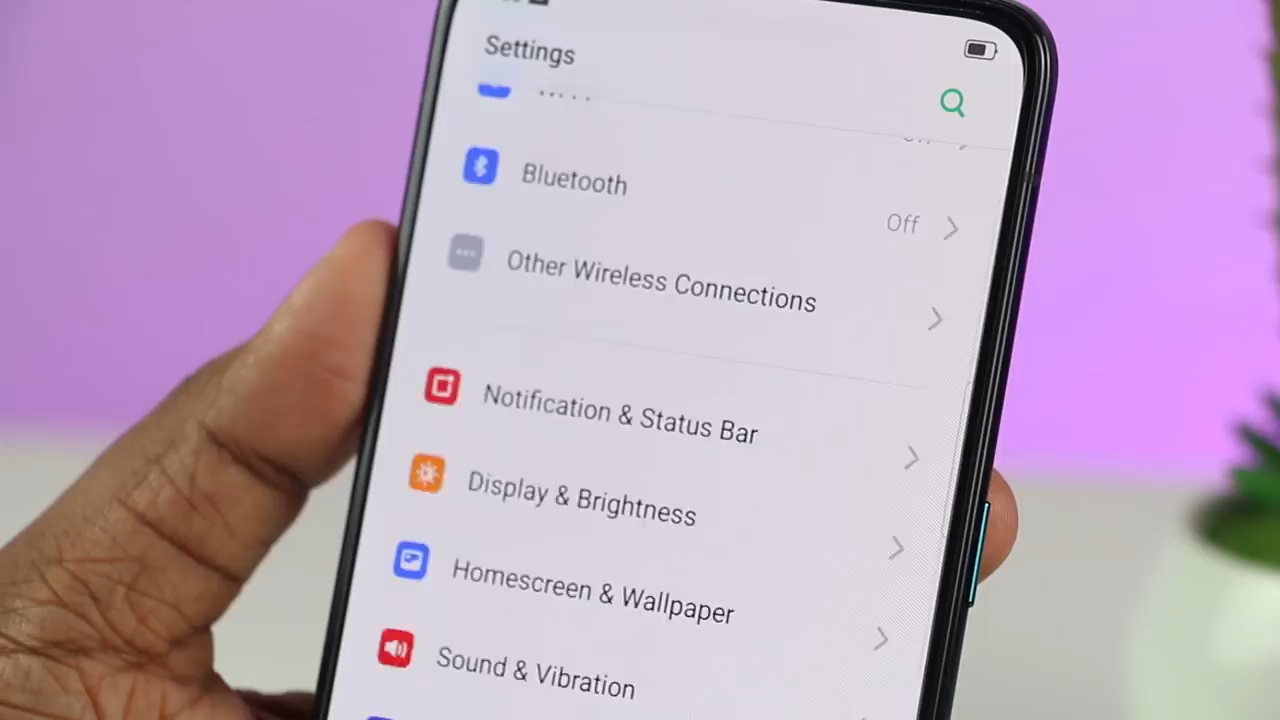 Settings
Bluetooth
Off
Other Wireless Connections
Notification & Status Bar
Display & Brightness
Homescreen & Wallpaper
Sound & Vibration